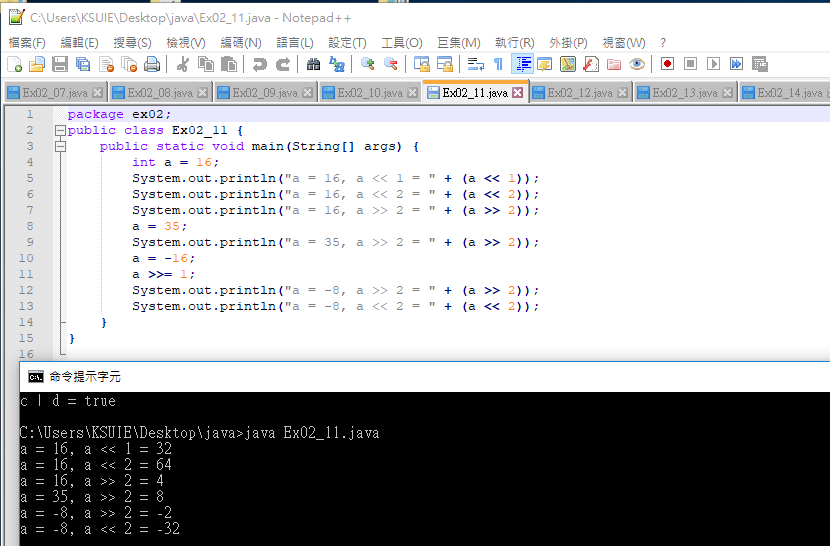 C:\Users\KSUIE\Desktop\java\Ex02_11.java - Notepad++
檔案(F) 編輯(E) 搜尋(S) 檢視(V) 編碼(N) 語言(L) 設定(T) 工具(O) 巨集(M) 執行(R) 外掛(P) 視窗(W) ?
Ex02_07.java Ex02_08.java Ex02_09.java Ex02_10.java Ex02_11.java Ex02_12.java Ex02_13.java Ex02_14.java
1 package ex02;
2 public class Ex02_11 {
3 public static void main(String[] args) {
4 int a = 16;
5 System.out.println("a = 16, a << 1 = " + (a << 1));
6 System.out.println("a = 16, a << 2 = " + (a << 2));
7 System.out.println("a = 16, a >> 2 = " + (a >> 2));
8 a = 35;
9 System.out.println("a = 35, a >> 2 = " + (a >> 2));
10 a = -16;
11 a >>= 1;
12 System.out.println("a = -8, a >> 2 = " + (a >> 2));
13 System.out.println("a = -8, a << 2 = " + (a << 2));
14 }
15 }
16
命令提示字元
c | d = true
C:\Users\KSUIE\Desktop\java>java Ex02_11.java
a = 16, a << 1 = 32
a = 16, a << 2 = 64
a = 16, a >> 2 = 4
a = 35, a >> 2 = 8
a = -8, a >> 2 = -2
a = -8, a << 2 = -32